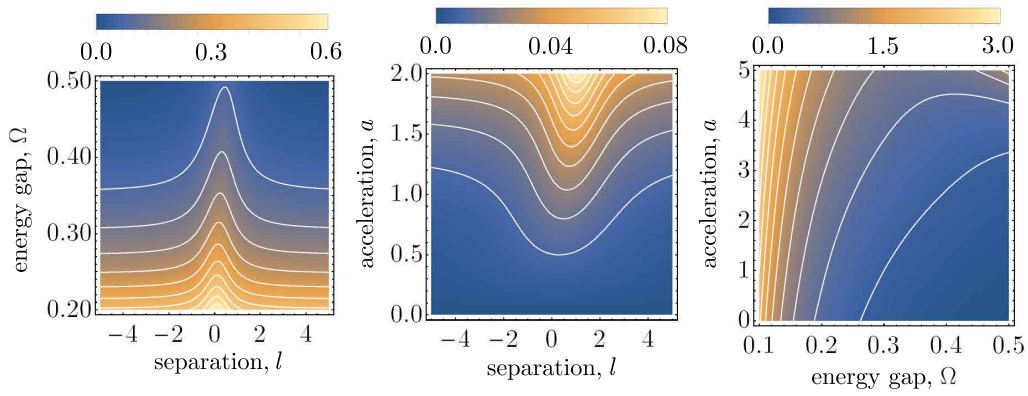 0.0 0.3 0.6
0.50
0.40
0.30
0.20
energy gap, Ω
−4 −2 0 2 4
separation, l
0.0 0.04 0.08
2.0
1.5
1.0
0.5
0.0
acceleration, a
−4 −2 0 2 4
separation, l
0.0 1.5 3.0
5
4
3
2
1
0
acceleration, a
0.1 0.2 0.3 0.4 0.5
energy gap, Ω